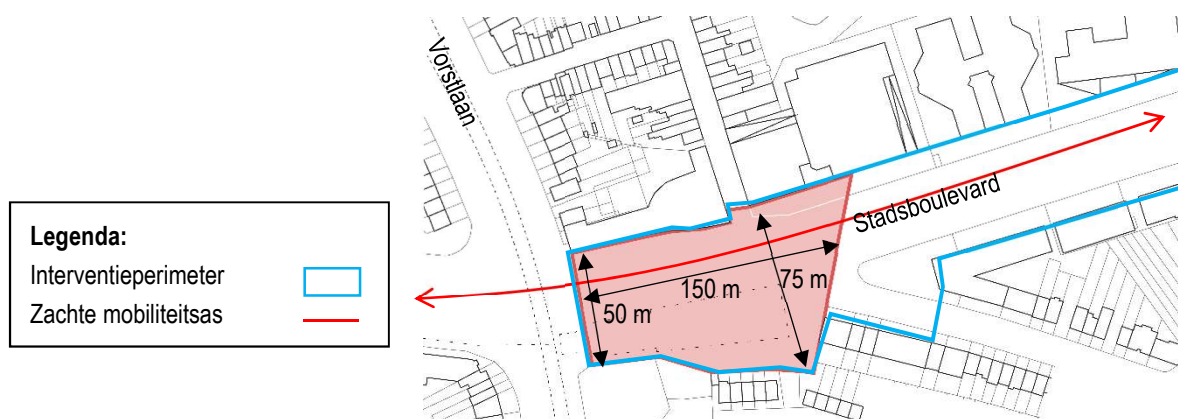 Vorstlaan
Stadsboulevard
75 m
150 m
50 m
Legenda:
Interventieperimeter
Zachte mobiliteitsas